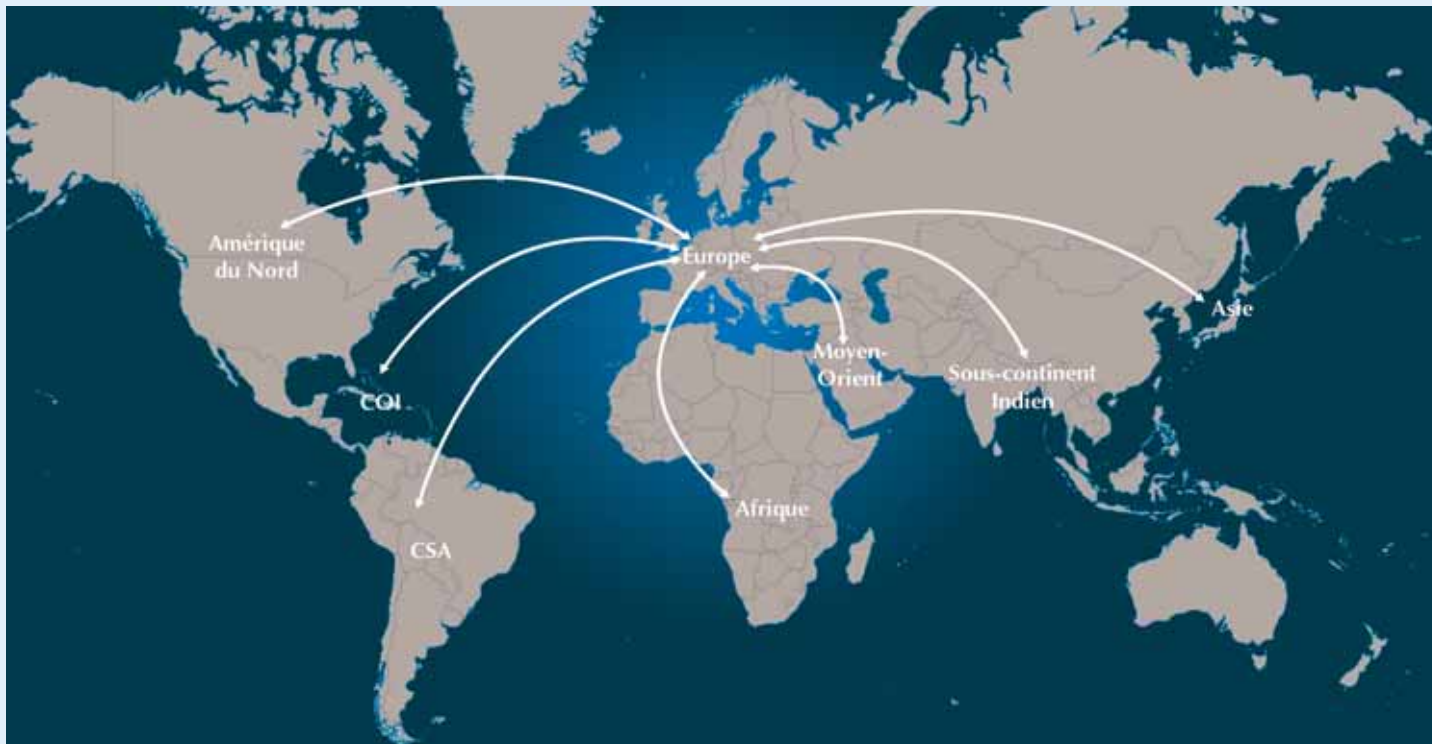 Amérique
du Nord
Europe
Asie
Moyen-
Orient
Sous-continent
Indien
COI
Afrique
CSA